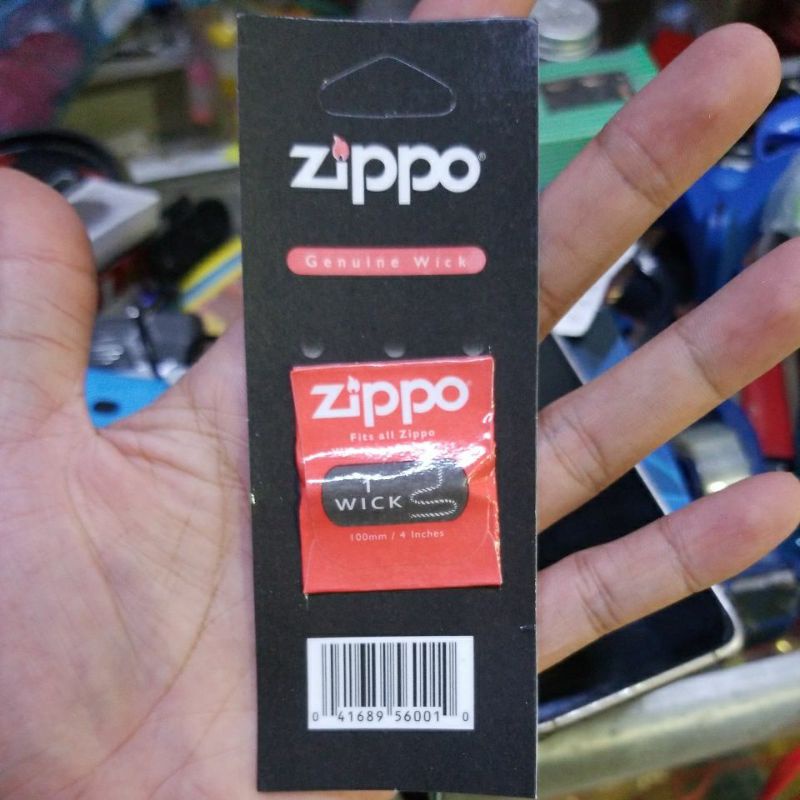 zippo®
Genuine Wick
zippo®
Fits all Zippo
1
WICK
100mm / 4 Inches
0 41689 56001 0